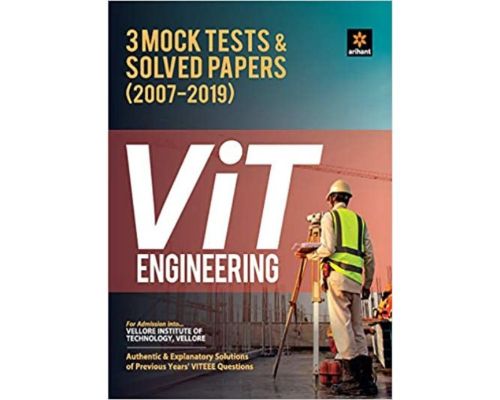 3 MOCK TESTS &
SOLVED PAPERS
(2007-2019)
arihant
ViT
ENGINEERING
For Admission into...
VELLORE INSTITUTE OF
TECHNOLOGY, VELLORE
Authentic & Explanatory Solutions
of Previous Years' VITEEE Questions